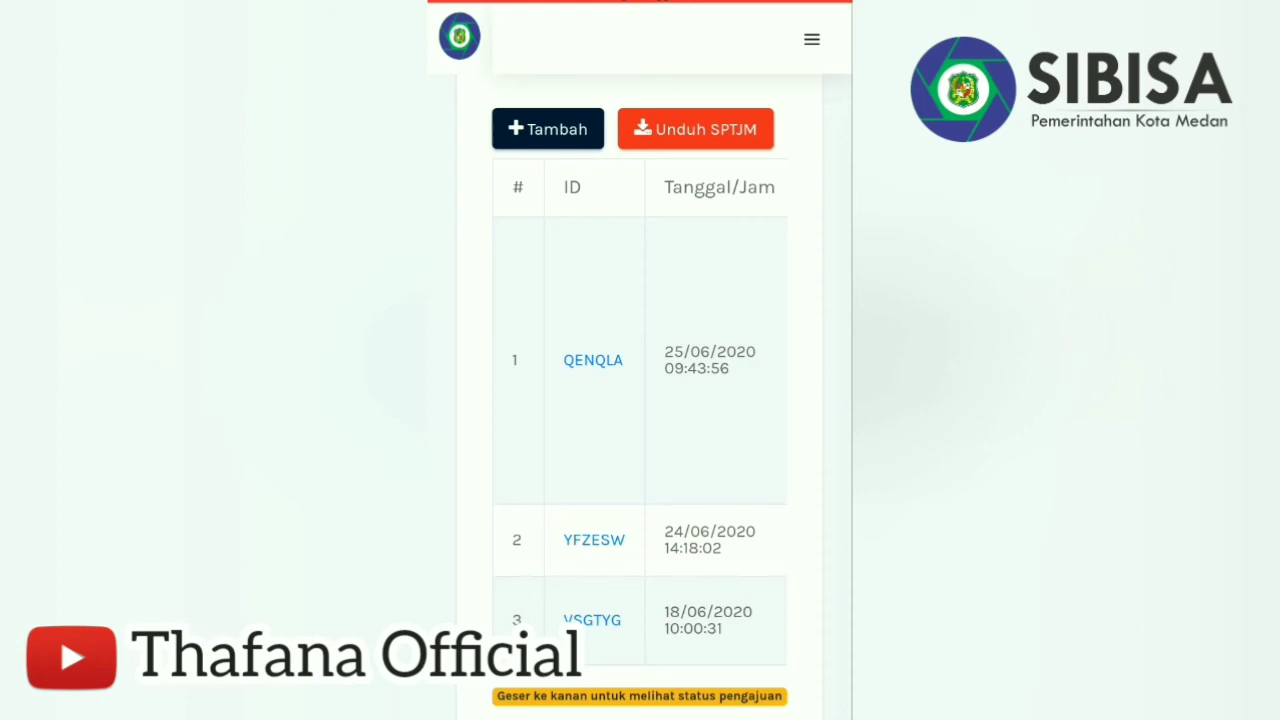 SIBISA
Pemerintahan Kota Medan
Tambah
Unduh SPTJM
# ID Tanggal/Jam
1 QENQLA 25/06/2020
09:43:56
2 YFZESW 24/06/2020
14:18:02
3 VSGTYG 18/06/2020
10:00:31
Thafana Official
Geser ke kanan untuk melihat status pengajuan